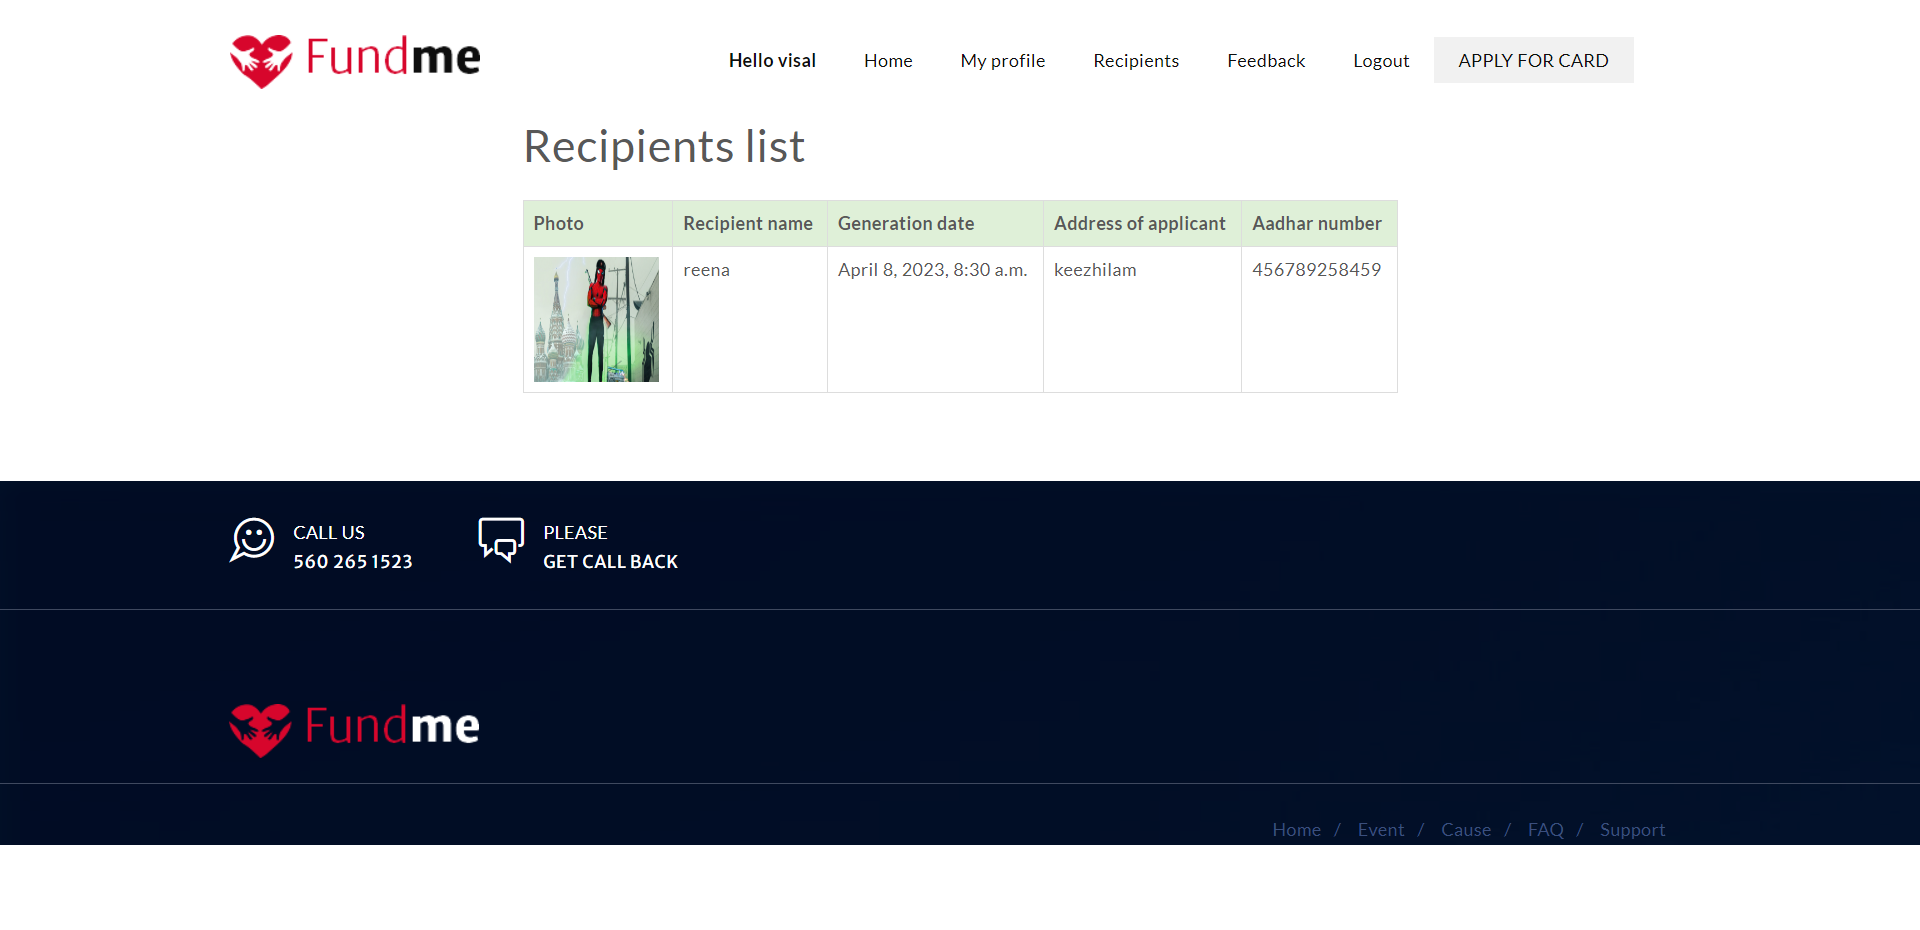 Fundme
Hello visal
Home
My profile
Recipients
Feedback
Logout
APPLY FOR CARD
Recipients list
Photo
Recipient name
Generation date
Address of applicant
Aadhar number
reena
April 8, 2023, 8:30 a.m.
keezhilam
456789258459
CALL US
560 265 1523
PLEASE
GET CALL BACK
Fundme
Home / Event / Cause / FAQ / Support